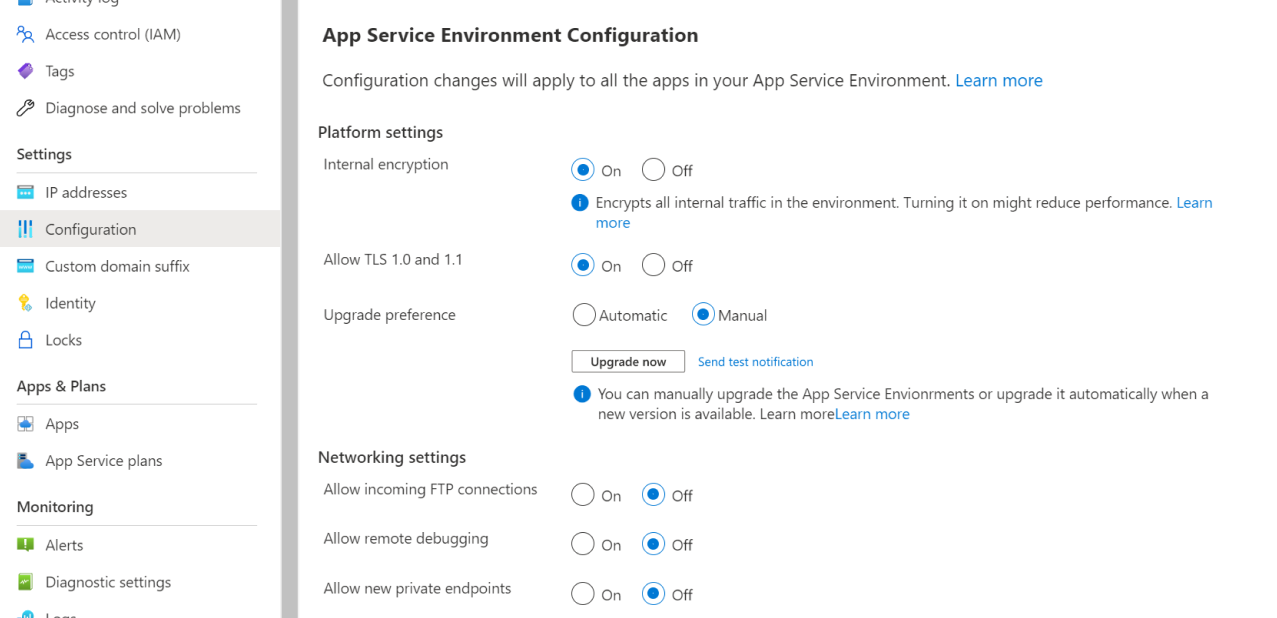 Activity log
Access control (IAM)
Tags
Diagnose and solve problems
Settings
IP addresses
Configuration
Custom domain suffix
Identity
Locks
Apps & Plans
Apps
App Service plans
Monitoring
Alerts
Diagnostic settings
Logs
App Service Environment Configuration
Configuration changes will apply to all the apps in your App Service Environment. Learn more
Platform settings
Internal encryption
On Off
Encrypts all internal traffic in the environment. Turning it on might reduce performance. Learn
more
Allow TLS 1.0 and 1.1
On Off
Upgrade preference
Automatic Manual
Upgrade now Send test notification
You can manually upgrade the App Service Envionrments or upgrade it automatically when a
new version is available. Learn moreLearn more
Networking settings
Allow incoming FTP connections
On Off
Allow remote debugging
On Off
Allow new private endpoints
On Off